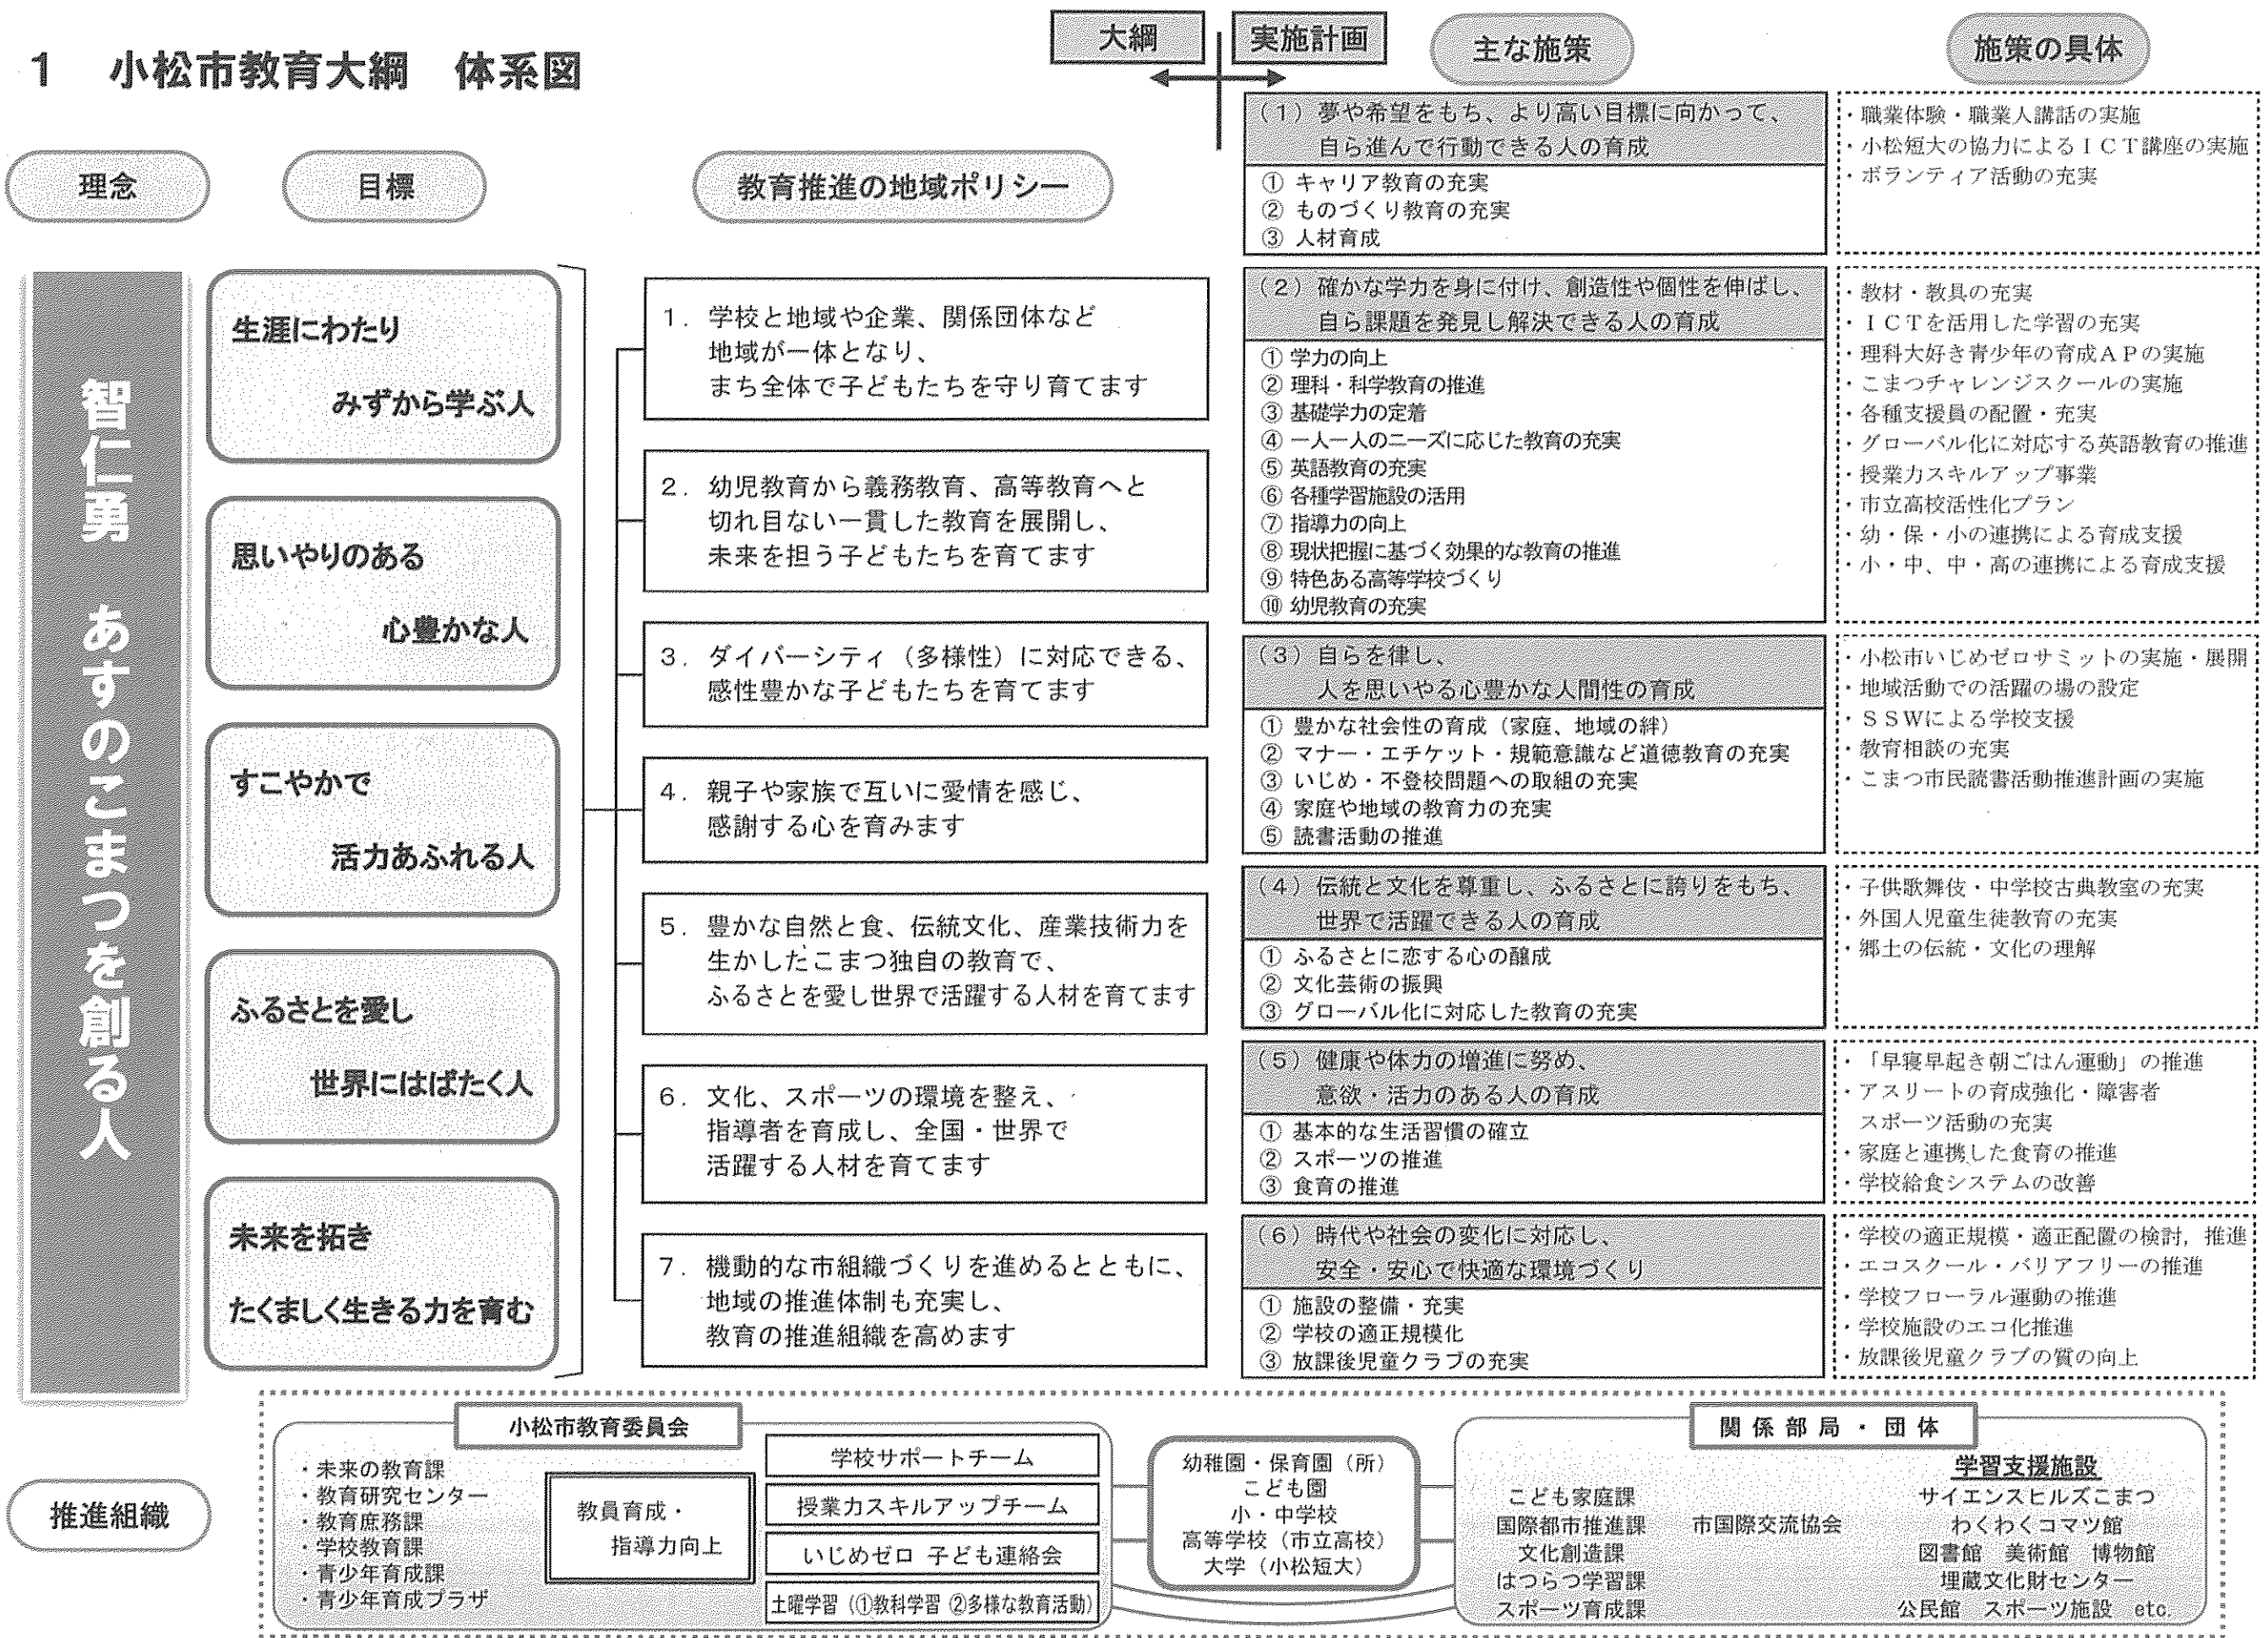 1　小松市教育大綱　体系図
大綱
実施計画
主な施策
施策の具体
理念
目標
教育推進の地域ポリシー
智仁勇　あすのこまつを創る人
生涯にわたり
みずから学ぶ人
思いやりのある
心豊かな人
すこやかで
活力あふれる人
ふるさとを愛し
世界にはばたく人
未来を拓き
たくましく生きる力を育む
1．学校と地域や企業、関係団体など
地域が一体となり、
まち全体で子どもたちを守り育てます
2．幼児教育から義務教育、高等教育へと
切れ目ない一貫した教育を展開し、
未来を担う子どもたちを育てます
3．ダイバーシティ（多様性）に対応できる、
感性豊かな子どもたちを育てます
4．親子や家族で互いに愛情を感じ、
感謝する心を育みます
5．豊かな自然と食、伝統文化、産業技術力を
生かしたこまつ独自の教育で、
ふるさとを愛し世界で活躍する人材を育てます
6．文化、スポーツの環境を整え、
指導者を育成し、全国・世界で
活躍する人材を育てます
7．機動的な市組織づくりを進めるとともに、
地域の推進体制も充実し、
教育の推進組織を高めます
（1）夢や希望をもち、より高い目標に向かって、
自ら進んで行動できる人の育成
① キャリア教育の充実
② ものづくり教育の充実
③ 人材育成
・職業体験・職業人講話の実施
・小松短大の協力によるＩＣＴ講座の実施
・ボランティア活動の充実
（2）確かな学力を身に付け、創造性や個性を伸ばし、
自ら課題を発見し解決できる人の育成
① 学力の向上
② 理科・科学教育の推進
③ 基礎学力の定着
④ 一人一人のニーズに応じた教育の充実
⑤ 英語教育の充実
⑥ 各種学習施設の活用
⑦ 指導力の向上
⑧ 現状把握に基づく効果的な教育の推進
⑨ 特色ある高等学校づくり
⑩ 幼児教育の充実
・教材・教具の充実
・ＩＣＴを活用した学習の充実
・理科大好き青少年の育成ＡＰの実施
・こまつチャレンジスクールの実施
・各種支援員の配置・充実
・グローバル化に対応する英語教育の推進
・授業力スキルアップ事業
・市立高校活性化プラン
・幼・保・小の連携による育成支援
・小・中、中・高の連携による育成支援
（3）自らを律し、
人を思いやる心豊かな人間性の育成
① 豊かな社会性の育成（家庭、地域の絆）
② マナー・エチケット・規範意識など道徳教育の充実
③ いじめ・不登校問題への取組の充実
④ 家庭や地域の教育力の充実
⑤ 読書活動の推進
・小松市いじめゼロサミットの実施・展開
・地域活動での活躍の場の設定
・ＳＳＷによる学校支援
・教育相談の充実
・こまつ市民読書活動推進計画の実施
（4）伝統と文化を尊重し、ふるさとに誇りをもち、
世界で活躍できる人の育成
① ふるさとに恋する心の醸成
② 文化芸術の振興
③ グローバル化に対応した教育の充実
・子供歌舞伎・中学校古典教室の充実
・外国人児童生徒教育の充実
・郷土の伝統・文化の理解
（5）健康や体力の増進に努め、
意欲・活力のある人の育成
① 基本的な生活習慣の確立
② スポーツの推進
③ 食育の推進
・「早寝早起き朝ごはん運動」の推進
・アスリートの育成強化・障害者
スポーツ活動の充実
・家庭と連携した食育の推進
・学校給食システムの改善
（6）時代や社会の変化に対応し、
安全・安心で快適な環境づくり
① 施設の整備・充実
② 学校の適正規模化
③ 放課後児童クラブの充実
・学校の適正規模・適正配置の検討，推進
・エコスクール・バリアフリーの推進
・学校フローラル運動の推進
・学校施設のエコ化推進
・放課後児童クラブの質の向上
推進組織
小松市教育委員会
・未来の教育課
・教育研究センター
・教育庶務課
・学校教育課
・青少年育成課
・青少年育成プラザ
教員育成・
指導力向上
学校サポートチーム
授業力スキルアップチーム
いじめゼロ 子ども連絡会
土曜学習（①教科学習 ②多様な教育活動）
幼稚園・保育園（所）
こども園
小・中学校
高等学校（市立高校）
大学（小松短大）
関係部局・団体
こども家庭課
国際都市推進課
文化創造課
はつらつ学習課
スポーツ育成課
市国際交流協会
学習支援施設
サイエンスヒルズこまつ
わくわくコマツ館
図書館　美術館　博物館
埋蔵文化財センター
公民館　スポーツ施設　etc.